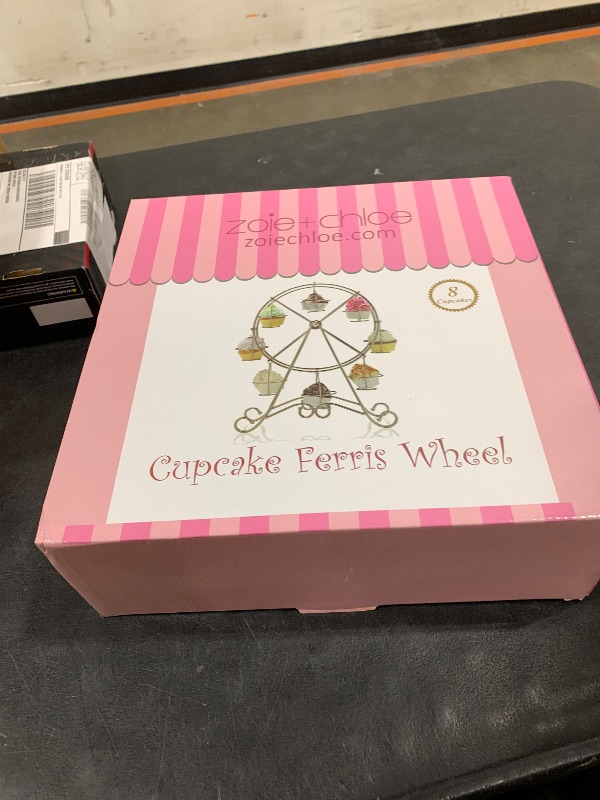 zoie+chloe
zoiechloe.com
8
Cupcakes
Cupcake Ferris Wheel